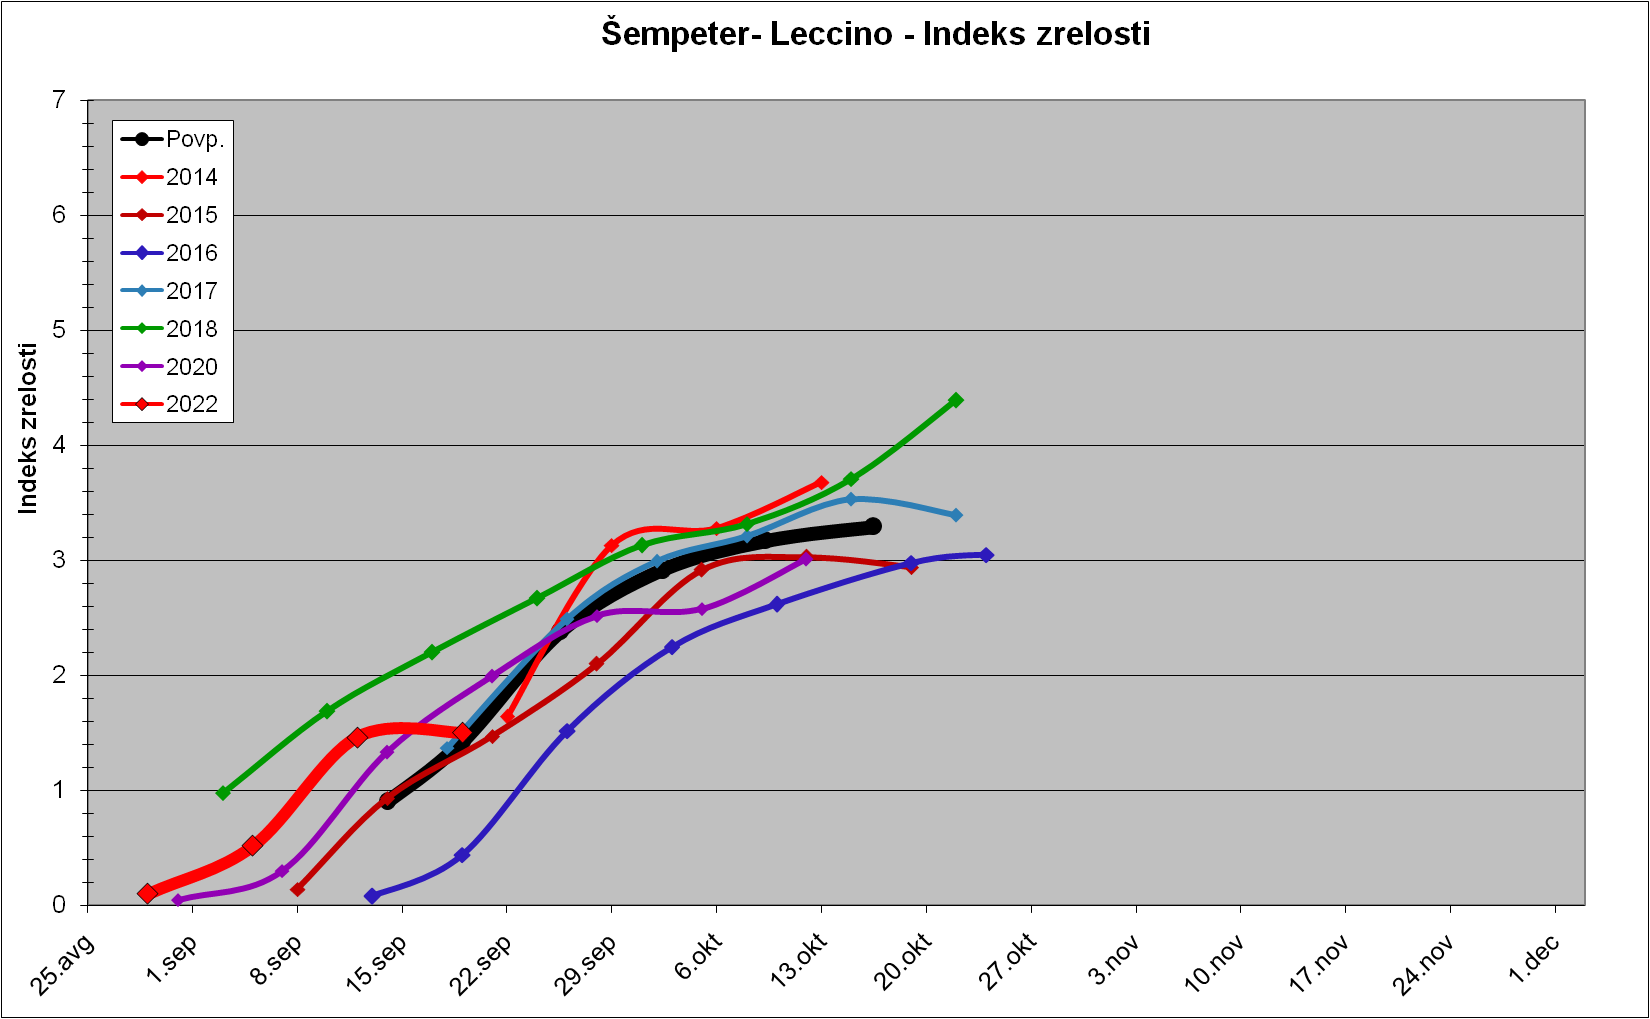 Šempeter- Leccino - Indeks zrelosti
Indeks zrelosti
7
6
5
4
3
2
1
0
Povp.
2014
2015
2016
2017
2018
2020
2022
25.avg
1.sep
8.sep
15.sep
22.sep
29.sep
6.okt
13.okt
20.okt
27.okt
3.nov
10.nov
17.nov
24.nov
1.dec